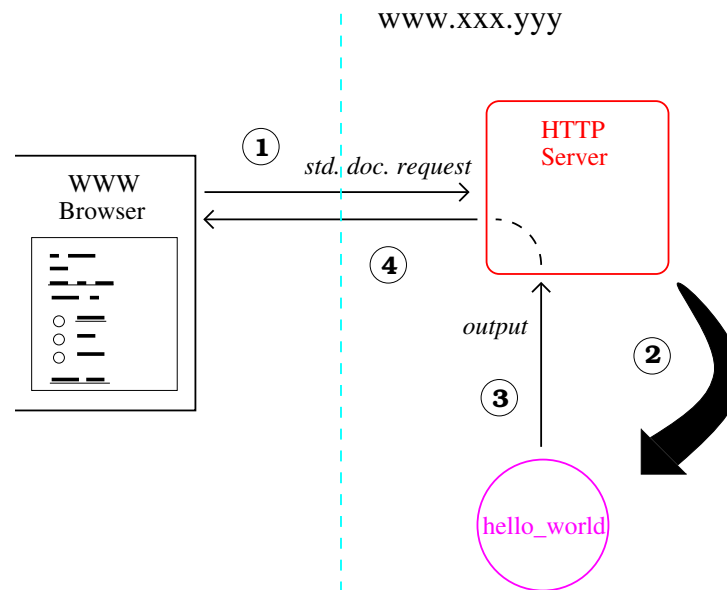 www.xxx.yyy
HTTP
Server
1
std. doc. request
WWW
Browser
4
output
2
3
hello_world